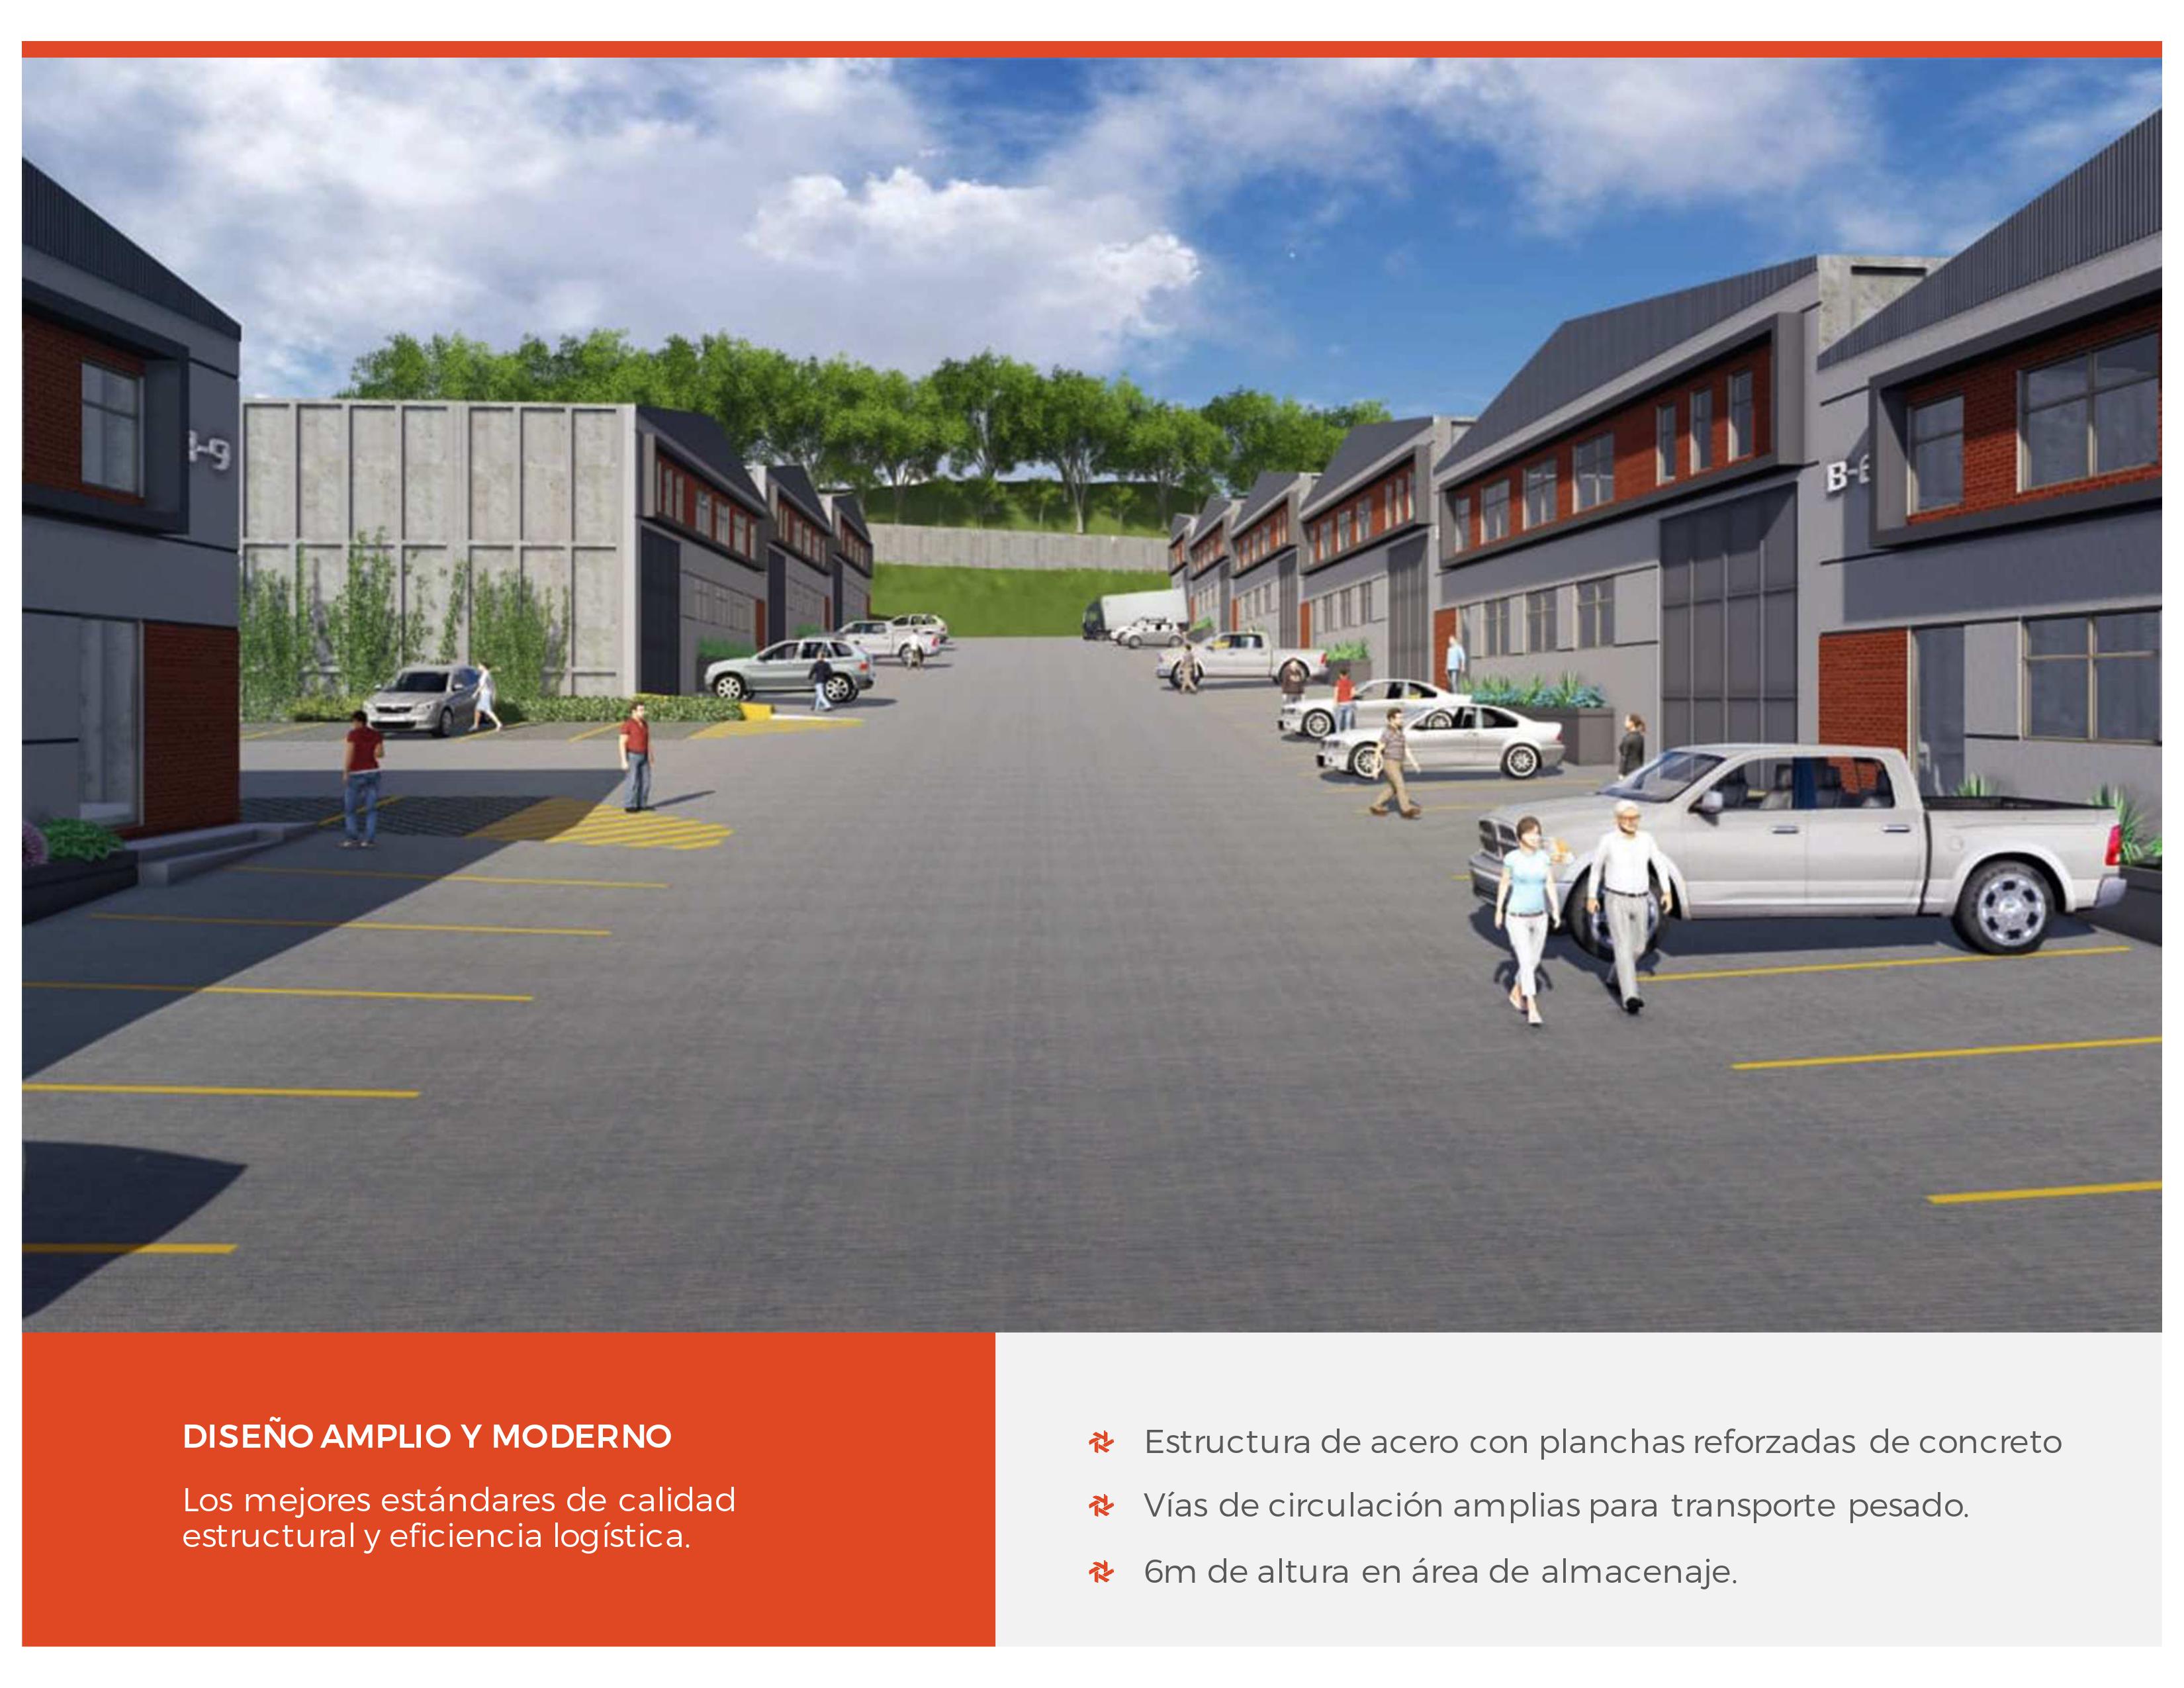 DISEÑO AMPLIO Y MODERNO
Los mejores estándares de calidad
estructural y eficiencia logística.
Estructura de acero con planchas reforzadas de concreto
Vías de circulación amplias para transporte pesado.
6m de altura en área de almacenaje.